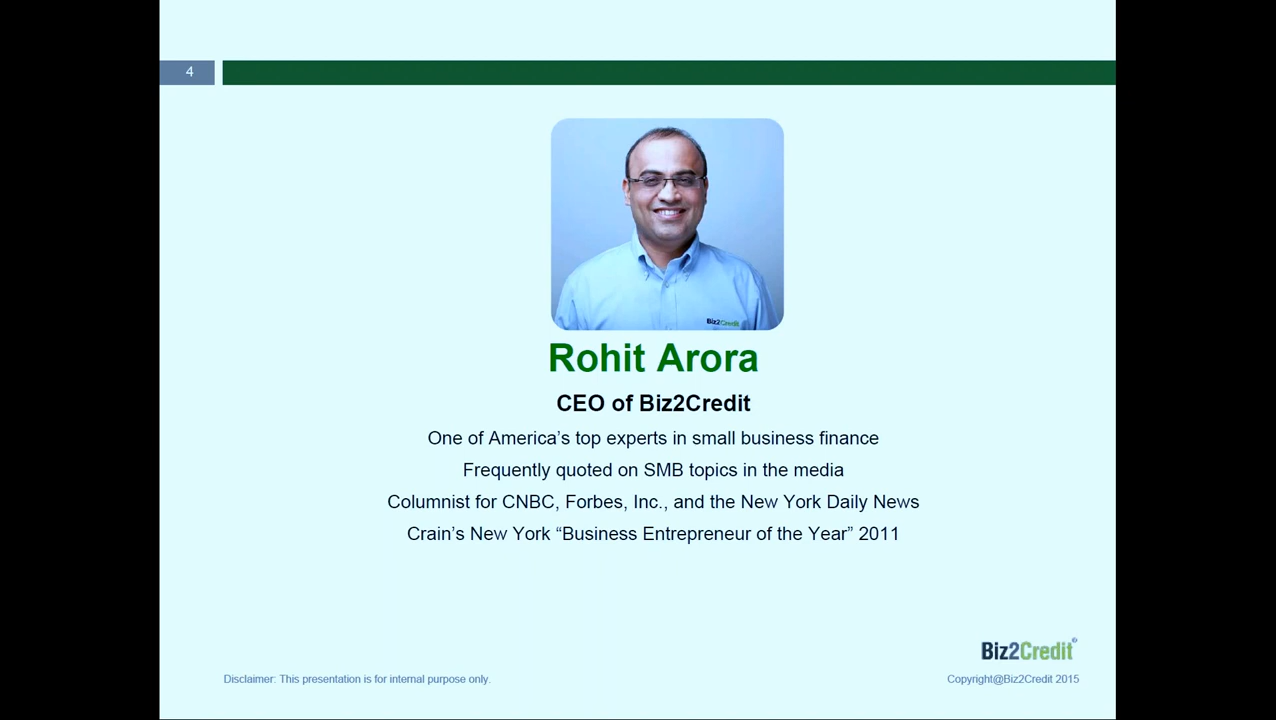 4
Biz2Credit
Rohit Arora
CEO of Biz2Credit
One of America’s top experts in small business finance
Frequently quoted on SMB topics in the media
Columnist for CNBC, Forbes, Inc., and the New York Daily News
Crain’s New York “Business Entrepreneur of the Year” 2011
Biz2Credit
Disclaimer: This presentation is for internal purpose only.
Copyright@Biz2Credit 2015